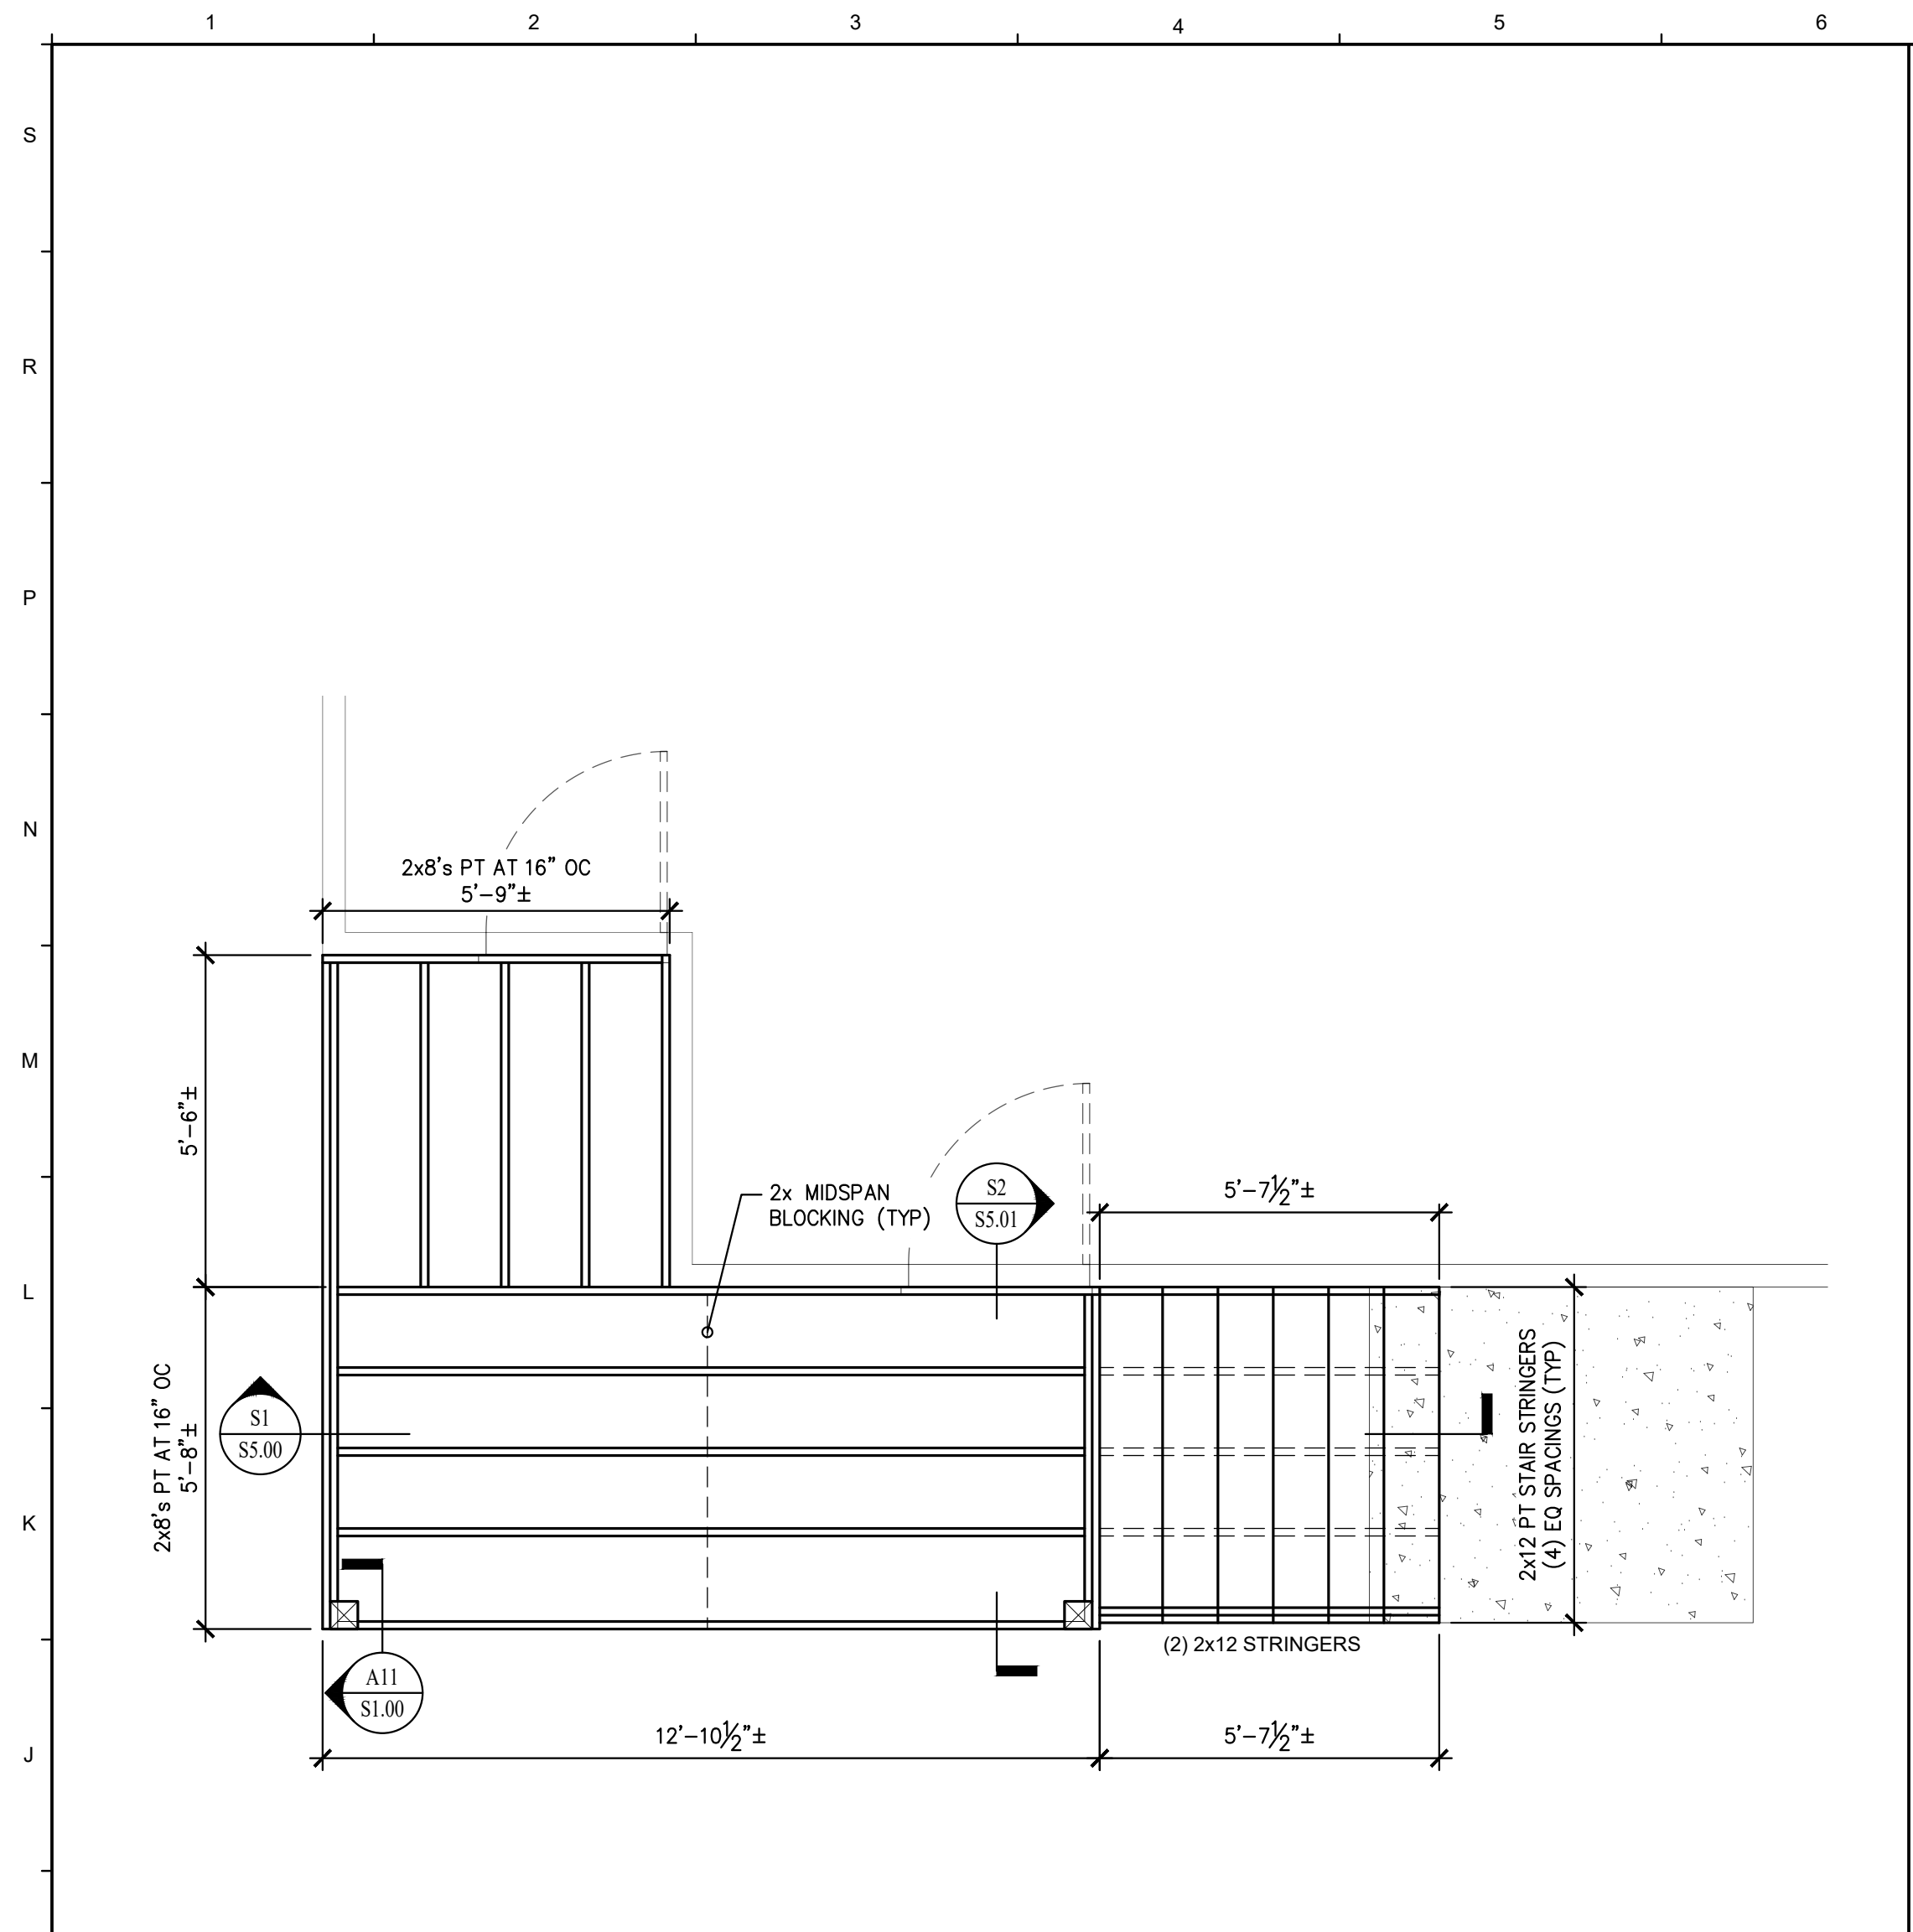 1 2 3 4 5 6
S
R
P
N
2x8's PT AT 16" OC
5'-9"±
M
5'-6"±
2x MIDSPAN
BLOCKING (TYP)
S2
S5.01
5'-7½"±
L
2x8's PT AT 16" OC
5'-8"±
S1
S5.00
2x12 PT STAIR STRINGERS
(4) EQ SPACINGS (TYP)
K
(2) 2x12 STRINGERS
A11
S1.00
J
12'-10½"±
5'-7½"±